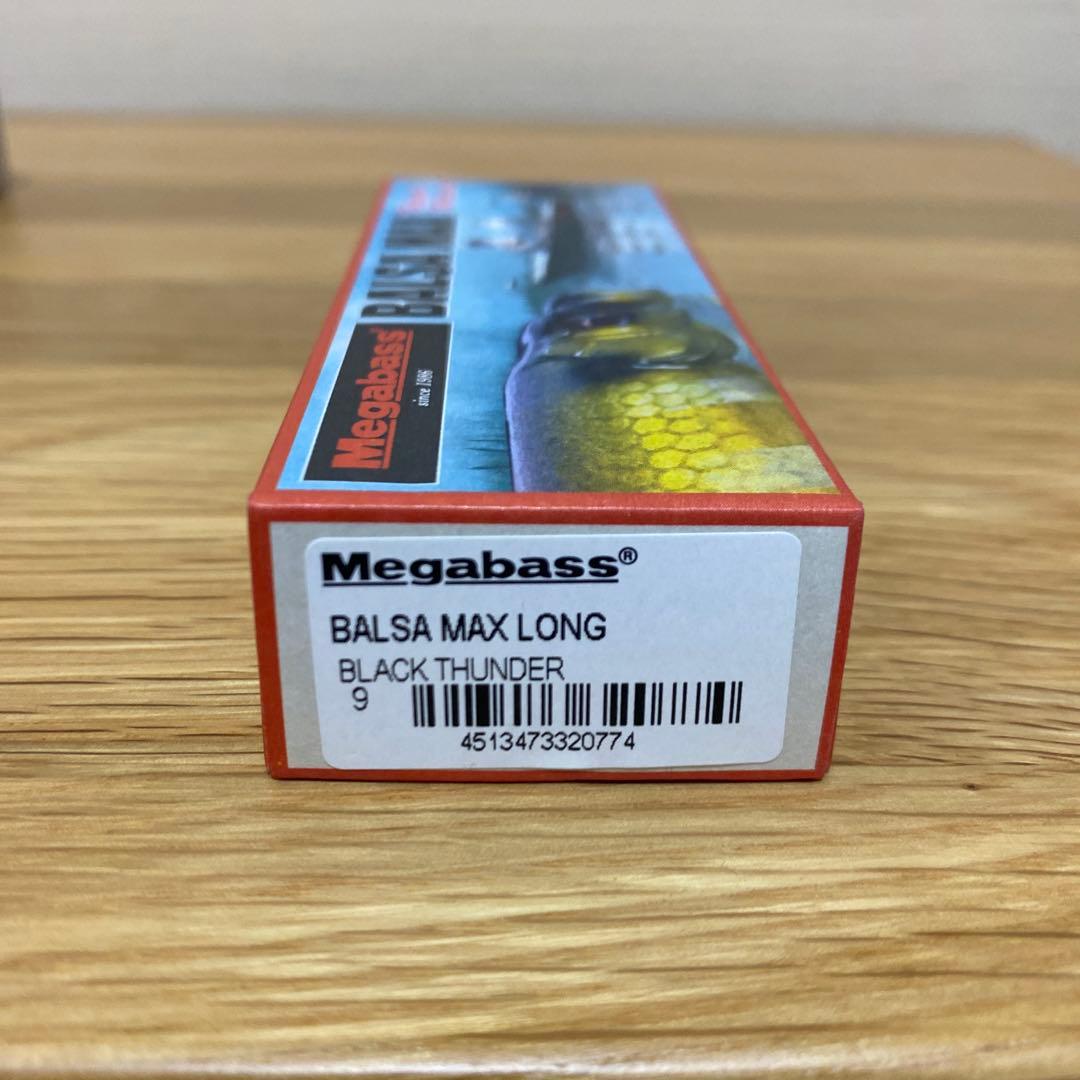 BALSA MAX
Megabass
since 1986
Megabass®
BALSA MAX LONG
BLACK THUNDER
9
4513473320774